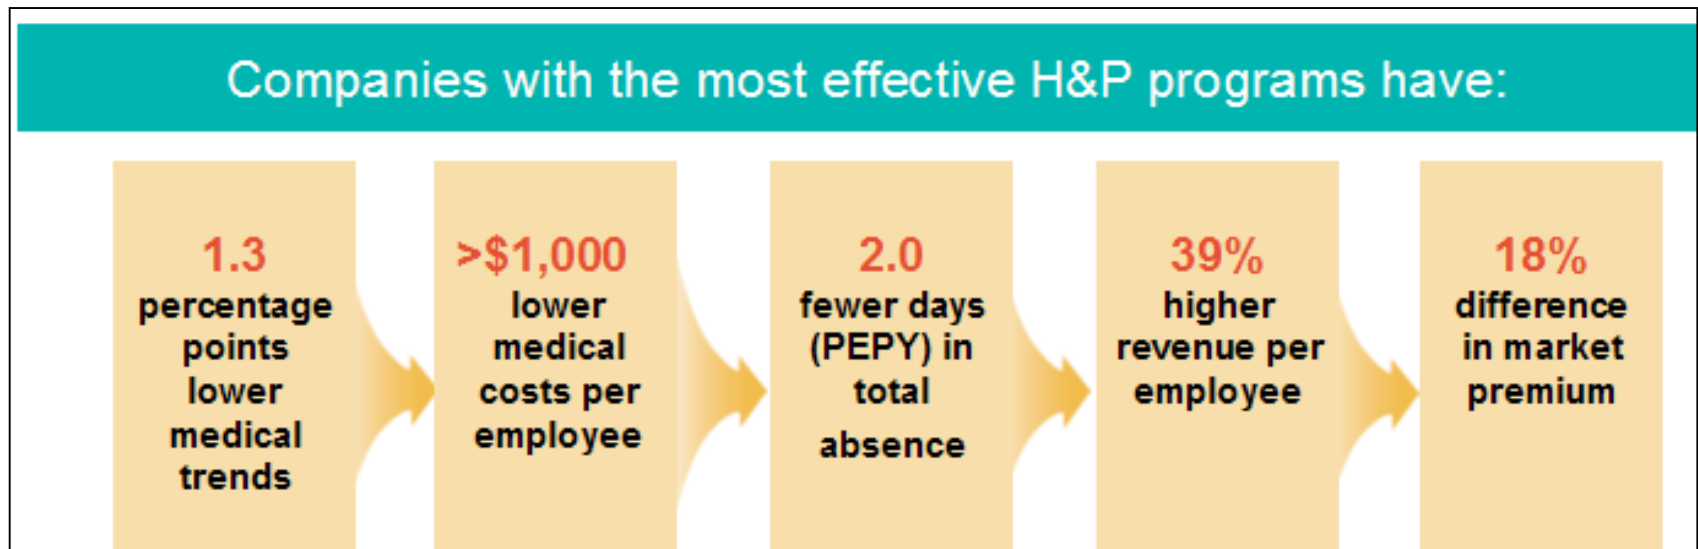 Companies with the most effective H&P programs have:
1.3
percentage
points
lower
medical
trends
>$1,000
lower
medical
costs per
employee
2.0
fewer days
(PEPY) in
total
absence
39%
higher
revenue per
employee
18%
difference
in market
premium